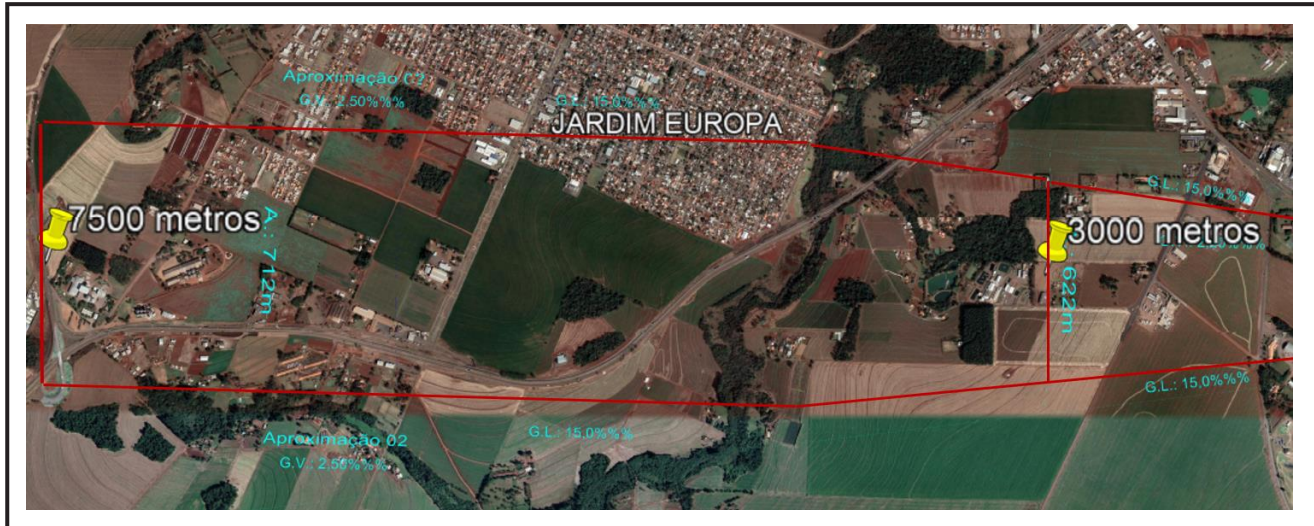 Aproximação 02
G.V.: 2.50%%%
G.L.: 15,0%%%
JARDIM EUROPA
G.L.: 15,0%%%
7500 metros
A.: 712m
3000 metros
622m
G.L.: 15,0%%%
G.L.: 15,0%%%
Aproximação 02
G.V.: 2.50%%%